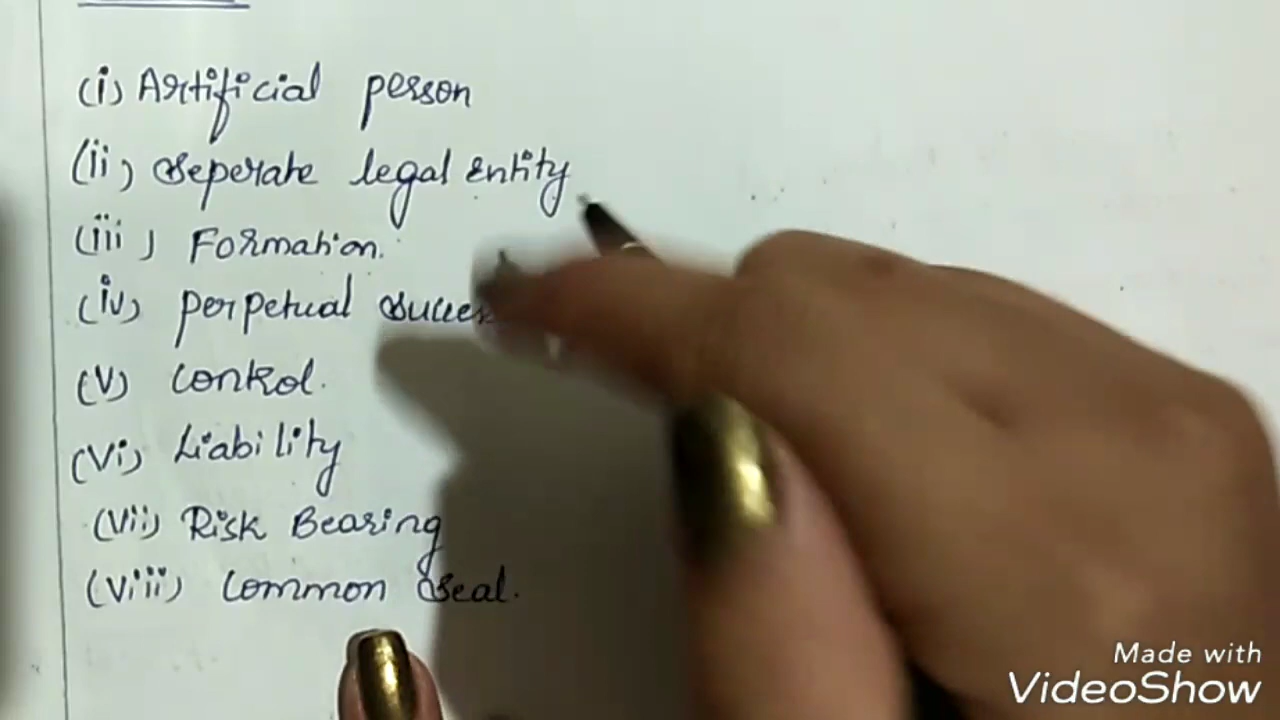 (i) Artificial person
(ii) Seperate legal entity
(iii) Formation.
(iv) perpetual
(v) control.
(vi) Liability
(vii) Risk Bearing
(viii) Common Seal.
Made with
VideoShow